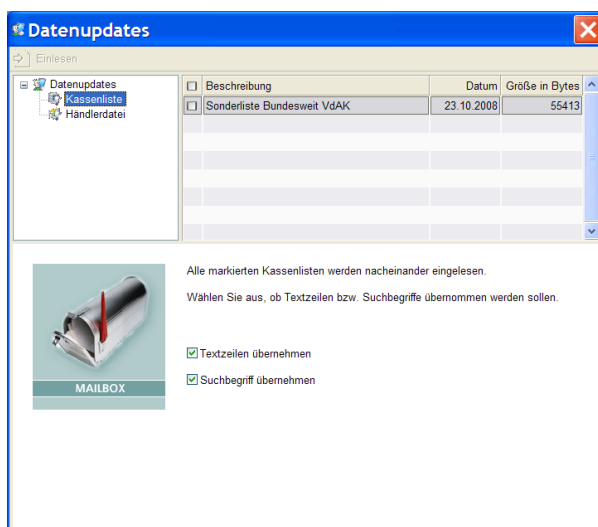 Datenupdates
Einlesen
Datenupdates
Kassenliste
Händlerdatei
Beschreibung Datum Größe in Bytes
Sonderliste Bundesweit VdAK 23.10.2008 55413
Alle markierten Kassenlisten werden nacheinander eingelesen.
Wählen Sie aus, ob Textzeilen bzw. Suchbegriffe übernommen werden sollen.
Textzeilen übernehmen
Suchbegriff übernehmen
MAILBOX